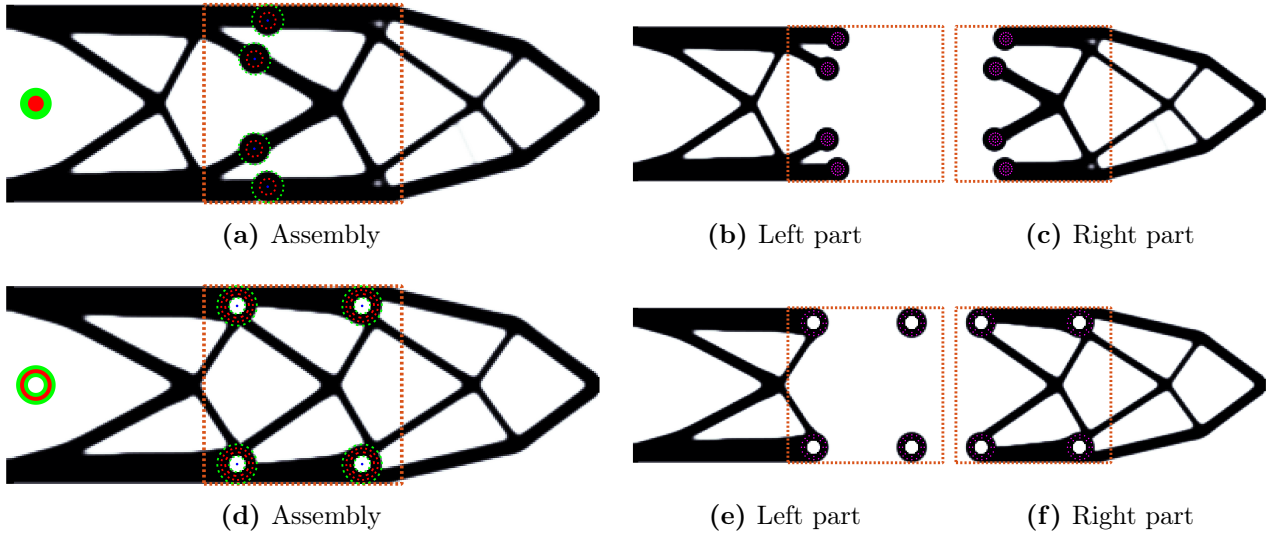 (a) Assembly
(b) Left part
(c) Right part
(d) Assembly
(e) Left part
(f) Right part